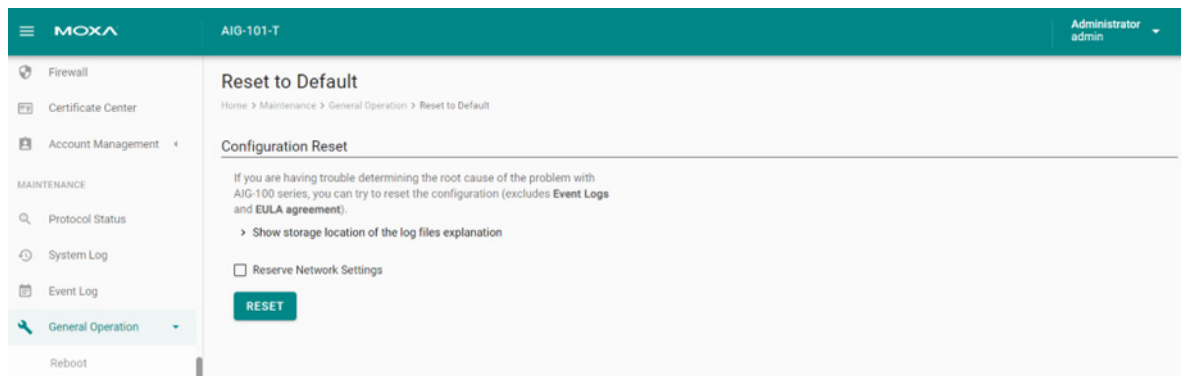 MOXA
AIG-101-T
Administrator
admin
Firewall
Certificate Center
Account Management
MAINTENANCE
Protocol Status
System Log
Event Log
General Operation
Reboot
Reset to Default
Home > Maintenance > General Operation > Reset to Default
Configuration Reset
If you are having trouble determining the root cause of the problem with
AIG-100 series, you can try to reset the configuration (excludes Event Logs
and EULA agreement).
> Show storage location of the log files explanation
Reserve Network Settings
RESET